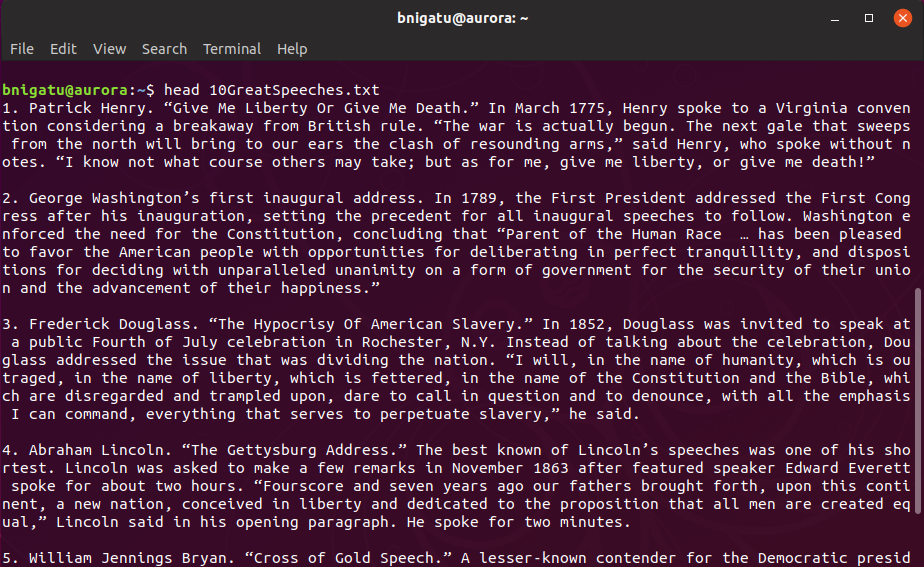 bnigatu@aurora: ~
File Edit View Search Terminal Help
bnigatu@aurora:~$ head 10GreatSpeeches.txt
1. Patrick Henry. “Give Me Liberty Or Give Me Death.” In March 1775, Henry spoke to a Virginia conven
tion considering a breakaway from British rule. “The war is actually begun. The next gale that sweeps
 from the north will bring to our ears the clash of resounding arms,” said Henry, who spoke without n
otes. “I know not what course others may take; but as for me, give me liberty, or give me death!”
2. George Washington’s first inaugural address. In 1789, the First President addressed the First Cong
ress after his inauguration, setting the precedent for all inaugural speeches to follow. Washington e
nforced the need for the Constitution, concluding that “Parent of the Human Race  … has been pleased
to favor the American people with opportunities for deliberating in perfect tranquillity, and disposi
tions for deciding with unparalleled unanimity on a form of government for the security of their unio
n and the advancement of their happiness.”
3. Frederick Douglass. “The Hypocrisy Of American Slavery.” In 1852, Douglass was invited to speak at
 a public Fourth of July celebration in Rochester, N.Y. Instead of talking about the celebration, Dou
glass addressed the issue that was dividing the nation. “I will, in the name of humanity, which is ou
traged, in the name of liberty, which is fettered, in the name of the Constitution and the Bible, whi
ch are disregarded and trampled upon, dare to call in question and to denounce, with all the emphasis
 I can command, everything that serves to perpetuate slavery,” he said.
4. Abraham Lincoln. “The Gettysburg Address.” The best known of Lincoln’s speeches was one of his sho
rtest. Lincoln was asked to make a few remarks in November 1863 after featured speaker Edward Everett
 spoke for about two hours. “Fourscore and seven years ago our fathers brought forth, upon this conti
nent, a new nation, conceived in liberty and dedicated to the proposition that all men are created eq
ual,” Lincoln said in his opening paragraph. He spoke for two minutes.
5. William Jennings Bryan. “Cross of Gold Speech.” A lesser-known contender for the Democratic presid